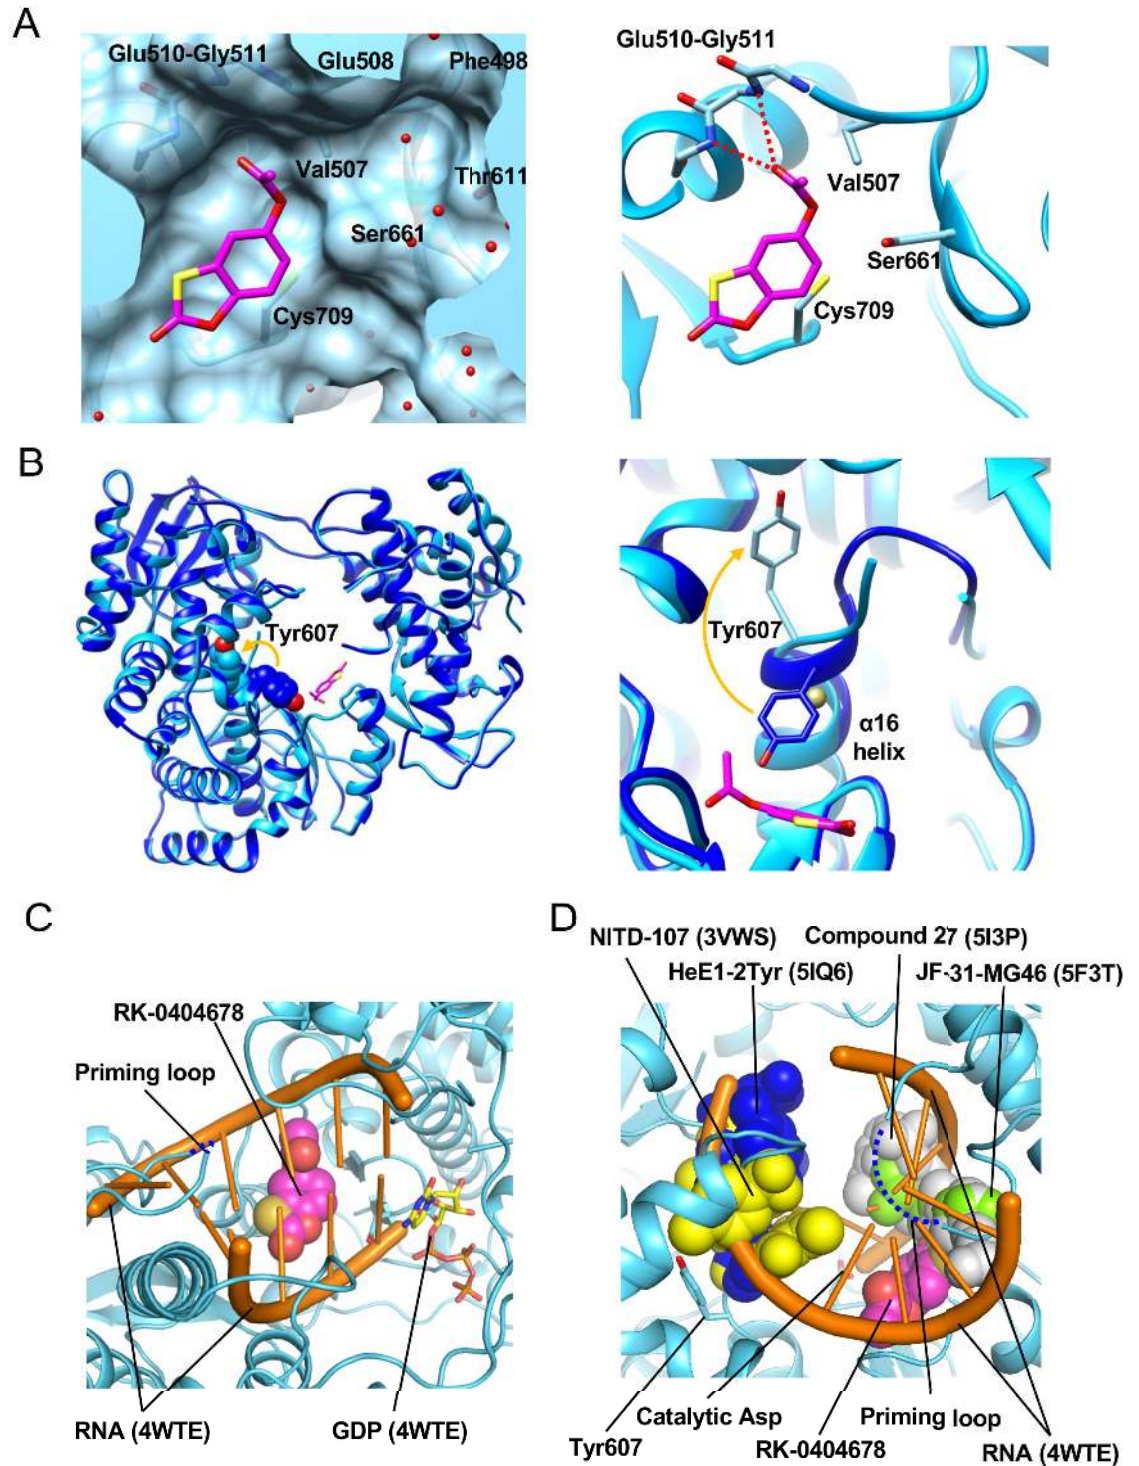 A
Glu510-Gly511
Glu508
Phe498
Val507
Thr611
Ser661
Cys709
Glu510-Gly511
Val507
Ser661
Cys709
B
Tyr607
Tyr607
α16
helix
C
RK-0404678
Priming loop
RNA (4WTE)
GDP (4WTE)
D
NITD-107 (3VWS)
Compound 27 (5I3P)
HeE1-2Tyr (5IQ6)
JF-31-MG46 (5F3T)
Catalytic Asp
Priming loop
Tyr607
RK-0404678
RNA (4WTE)